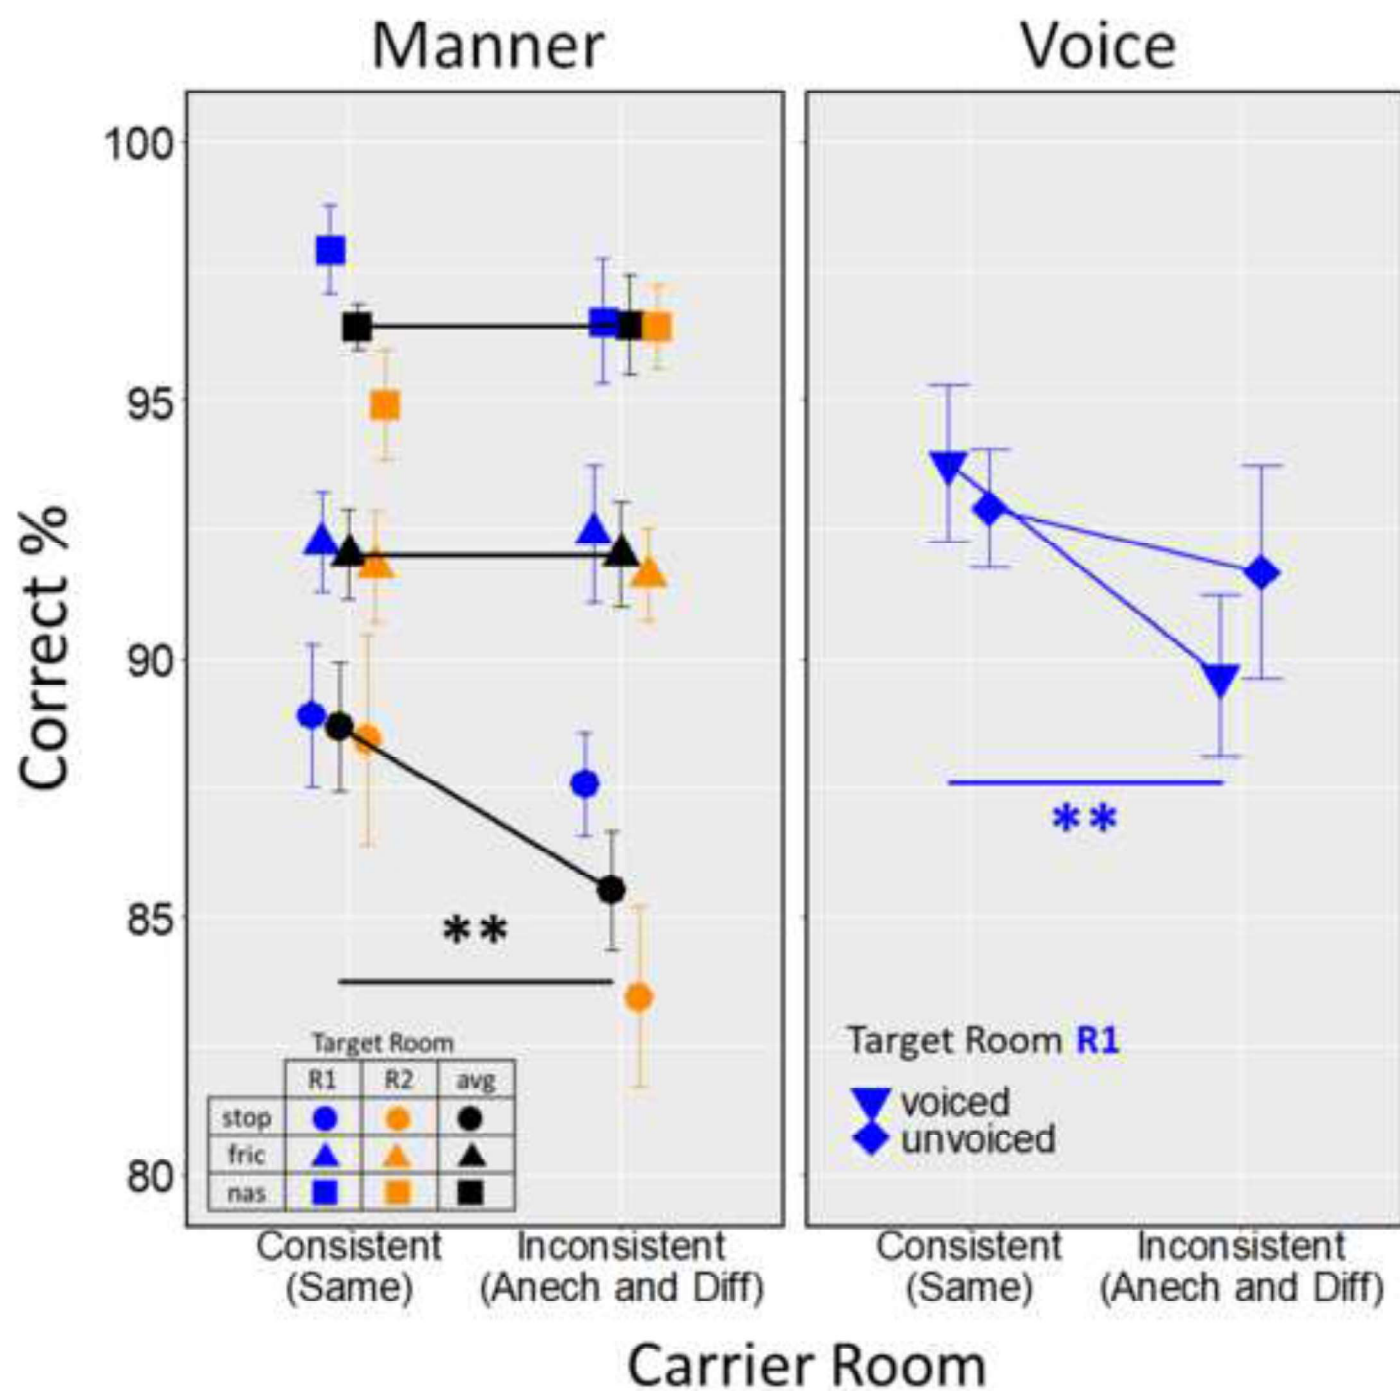 Manner
Voice
100
95
90
85
80
Correct %
**
Target Room
R1 R2 avg
stop
fric
nas
**
Target Room R1
voiced
unvoiced
Consistent
(Same)
Inconsistent
(Anech and Diff)
Consistent
(Same)
Inconsistent
(Anech and Diff)
Carrier Room